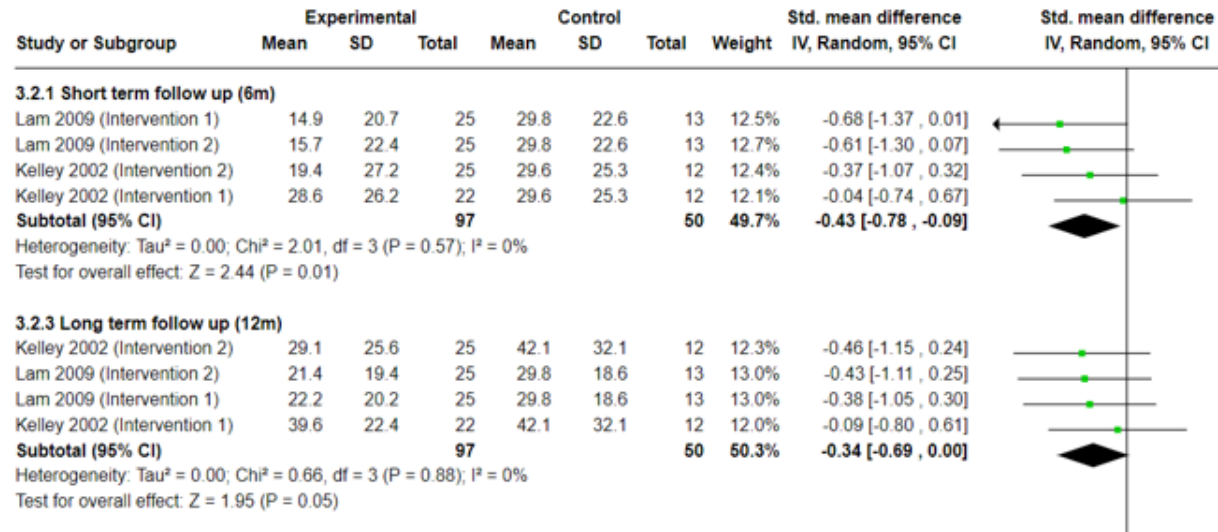 Experimental Control Std. mean difference Std. mean difference
Study or Subgroup Mean SD Total Mean SD Total Weight IV, Random, 95% CI IV, Random, 95% CI
3.2.1 Short term follow up (6m)
Lam 2009 (Intervention 1) 14.9 20.7 25 29.8 22.6 13 12.5% -0.68 [-1.37 , 0.01]
Lam 2009 (Intervention 2) 15.7 22.4 25 29.8 22.6 13 12.7% -0.61 [-1.30 , 0.07]
Kelley 2002 (Intervention 2) 19.4 27.2 25 29.6 25.3 12 12.4% -0.37 [-1.07 , 0.32]
Kelley 2002 (Intervention 1) 28.6 26.2 22 29.6 25.3 12 12.1% -0.04 [-0.74 , 0.67]
Subtotal (95% CI) 97 50 49.7% -0.43 [-0.78 , -0.09]
Heterogeneity: Tau² = 0.00; Chi² = 2.01, df = 3 (P = 0.57); I² = 0%
Test for overall effect: Z = 2.44 (P = 0.01)
3.2.3 Long term follow up (12m)
Kelley 2002 (Intervention 2) 29.1 25.6 25 42.1 32.1 12 12.3% -0.46 [-1.15 , 0.24]
Lam 2009 (Intervention 2) 21.4 19.4 25 29.8 18.6 13 13.0% -0.43 [-1.11 , 0.25]
Lam 2009 (Intervention 1) 22.2 20.2 25 29.8 18.6 13 13.0% -0.38 [-1.05 , 0.30]
Kelley 2002 (Intervention 1) 39.6 22.4 22 42.1 32.1 12 12.0% -0.09 [-0.80 , 0.61]
Subtotal (95% CI) 97 50 50.3% -0.34 [-0.69 , 0.00]
Heterogeneity: Tau² = 0.00; Chi² = 0.66, df = 3 (P = 0.88); I² = 0%
Test for overall effect: Z = 1.95 (P = 0.05)